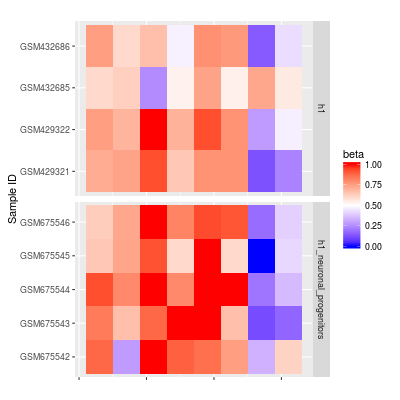 GSM432686
GSM432685
GSM429322
GSM429321
h1
GSM675546
GSM675545
GSM675544
GSM675543
GSM675542
h1_neuronal_progenitors
Sample ID
beta
1.00
0.75
0.50
0.25
0.00